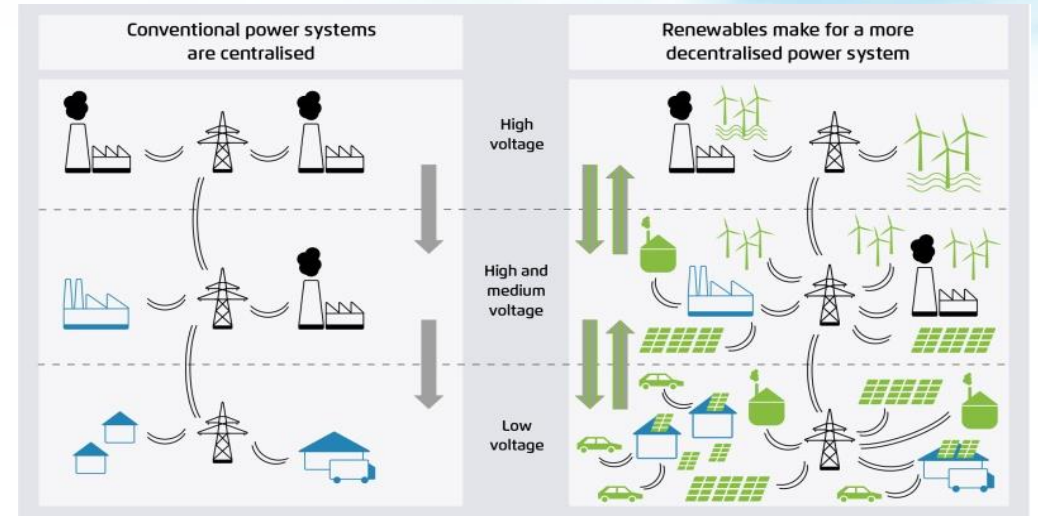 Conventional power systems
are centralised
Renewables make for a more
decentralised power system
High
voltage
High and
medium
voltage
Low
voltage